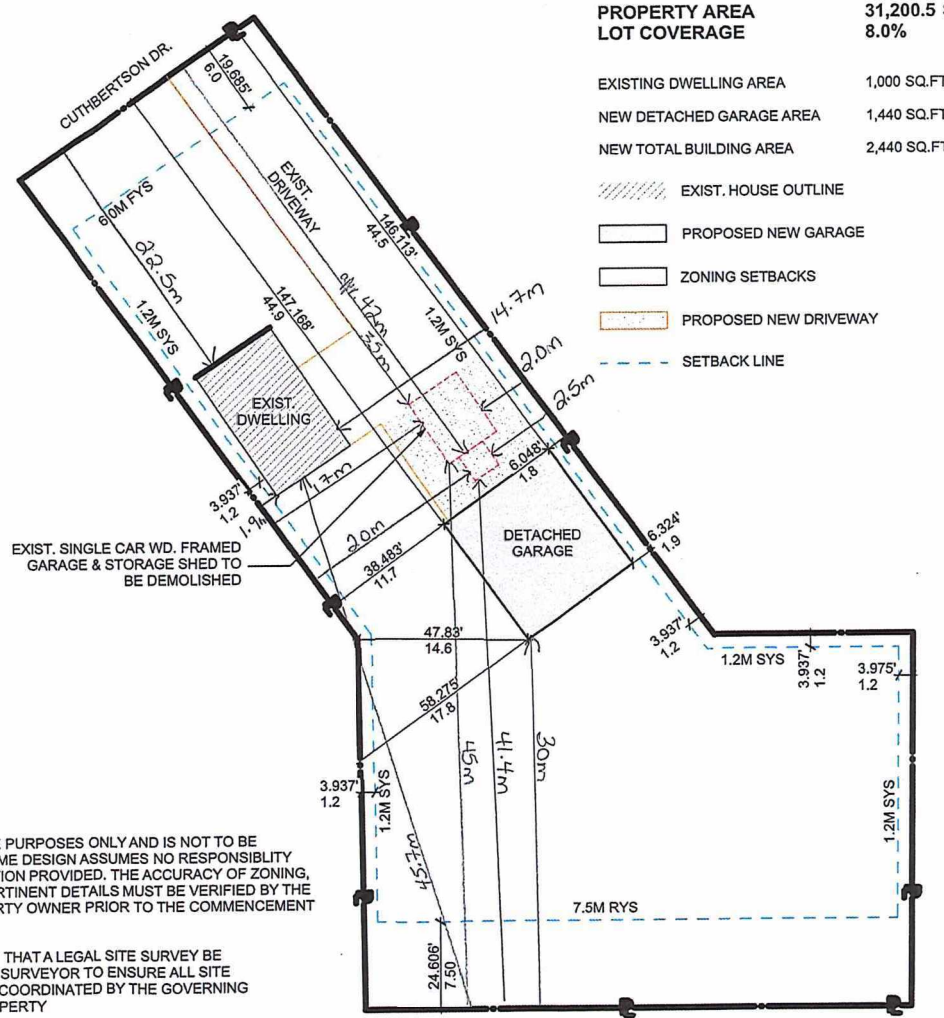 PROPERTY AREA 31,200.5
LOT COVERAGE 8.0%
EXISTING DWELLING AREA 1,000 SQ.FT
NEW DETACHED GARAGE AREA 1,440 SQ.FT
NEW TOTAL BUILDING AREA 2,440 SQ.FT
EXIST. HOUSE OUTLINE
PROPOSED NEW GARAGE
ZONING SETBACKS
PROPOSED NEW DRIVEWAY
SETBACK LINE
CUTHBERTSON DR.
19.685'
6.0
6.0M FYS
EXIST.
DRIVEWAY
22.5m
1.2M SYS
146.113'
44.5
147.168'
44.9
42m
35m
1.2M SYS
14.7m
2.0m
2.5m
EXIST.
DWELLING
3.937'
1.2
1.9m
17m
20m
38.483'
11.7
6.048'
1.8
DETACHED
GARAGE
EXIST. SINGLE CAR WD. FRAMED
GARAGE & STORAGE SHED TO
BE DEMOLISHED
6.324'
1.9
3.937'
1.2
47.83'
14.6
58.275'
17.8
1.2M SYS
3.937'
1.2
3.975'
1.2
45m
41.4m
30m
3.937'
1.2
1.2M SYS
1.2M SYS
45.7m
7.5M RYS
24.606'
7.50
PURPOSES ONLY AND IS NOT TO BE
ME DESIGN ASSUMES NO RESPONSIBLITY
TION PROVIDED. THE ACCURACY OF ZONING,
RTINENT DETAILS MUST BE VERIFIED BY THE
RTY OWNER PRIOR TO THE COMMENCEMENT
THAT A LEGAL SITE SURVEY BE
SURVEYOR TO ENSURE ALL SITE
COORDINATED BY THE GOVERNING
PERTY